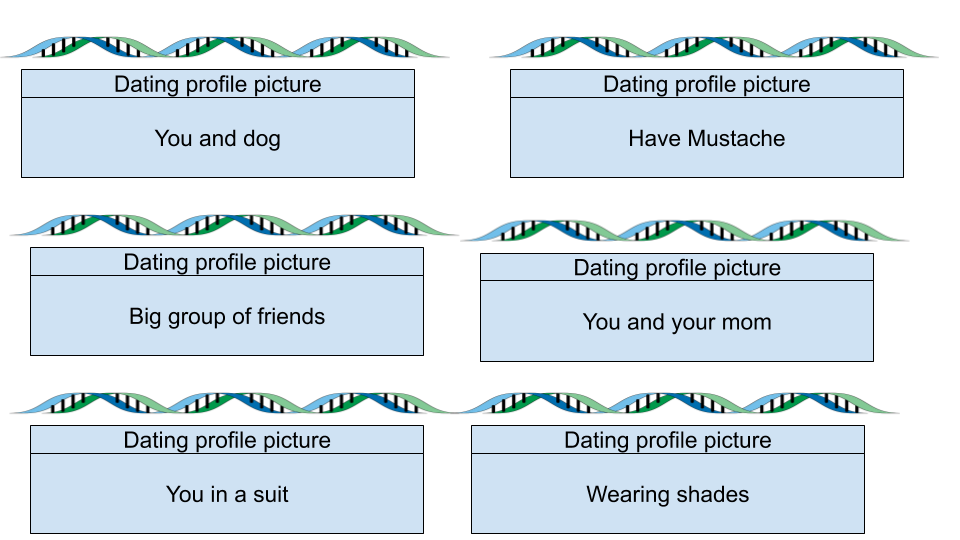 Dating profile picture
You and dog
Dating profile picture
Have Mustache
Dating profile picture
Big group of friends
Dating profile picture
You and your mom
Dating profile picture
You in a suit
Dating profile picture
Wearing shades